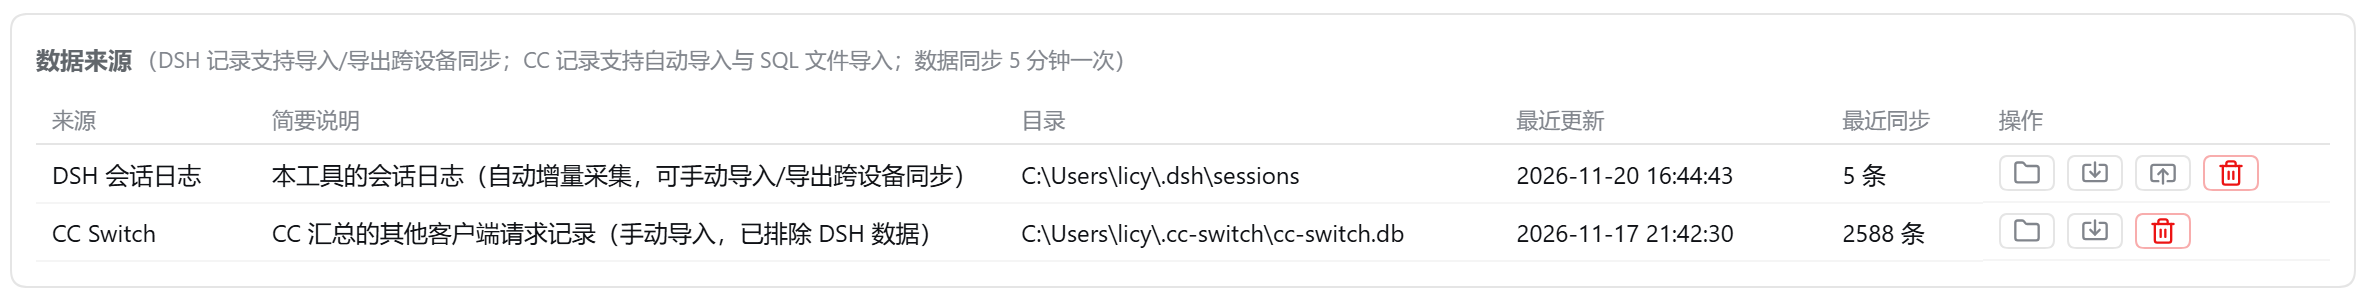 数据来源（DSH 记录支持导入/导出跨设备同步；CC 记录支持自动导入与 SQL 文件导入；数据同步 5 分钟一次）
来源 简要说明 目录 最近更新 最近同步 操作
DSH 会话日志 本工具的会话日志（自动增量采集，可手动导入/导出跨设备同步） C:\Users\licy\.dsh\sessions 2026-11-20 16:44:43 5 条
CC Switch CC 汇总的其他客户端请求记录（手动导入，已排除 DSH 数据） C:\Users\licy\.cc-switch\cc-switch.db 2026-11-17 21:42:30 2588 条